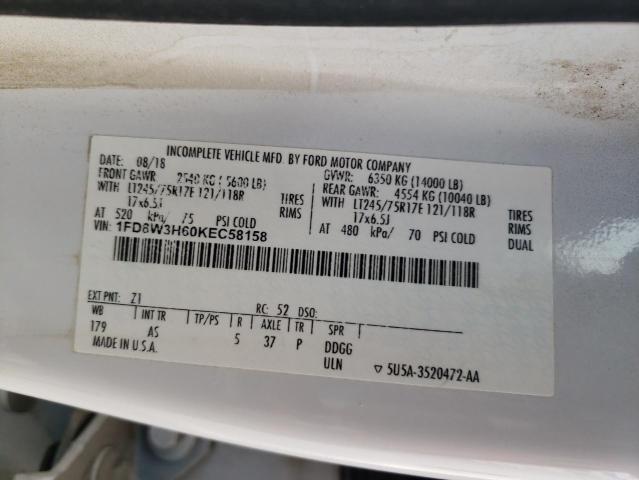 INCOMPLETE VEHICLE MFD. BY FORD MOTOR COMPANY
DATE: 08/18 GVWR: 6350 KG (14000 LB)
FRONT GAWR: 2540 KG ( 5600 LB) REAR GAWR: 4554 KG (10040 LB)
WITH LT245/75R17E 121/118R TIRES WITH LT245/75R17E 121/118R TIRES
17x6.5J RIMS 17x6.5J RIMS
AT 520 kPa/ 75 PSI COLD AT 480 kPa/ 70 PSI COLD DUAL
VIN: 1FD8W3H60KEC58158
EXT PNT: Z1 RC: 52 DSO:
WB INT TR TP/PS R AXLE TR SPR
179 AS 5 37 P DDGG
MADE IN U.S.A. ULN ▽ 5U5A-3520472-AA